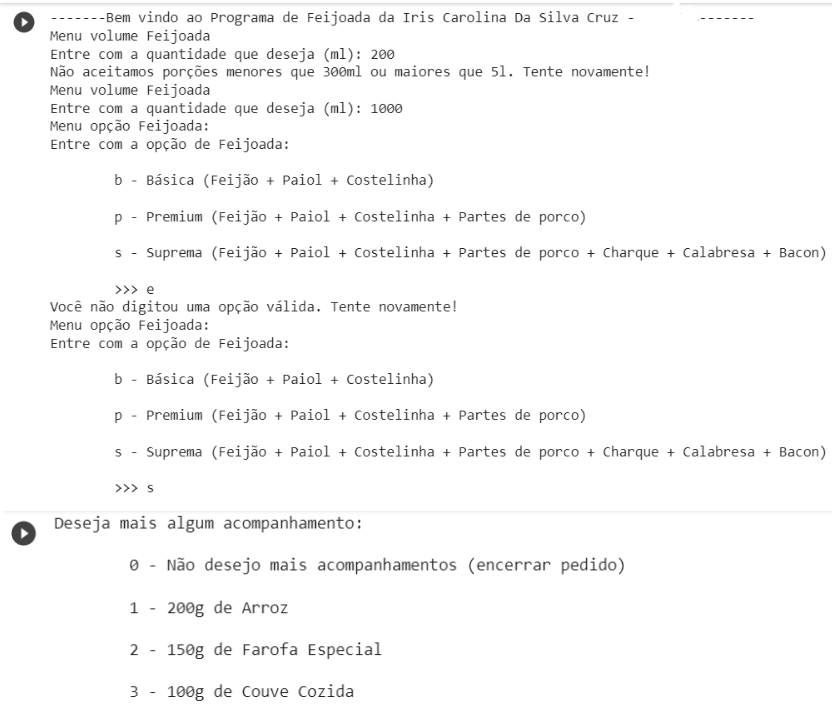 -------Bem vindo ao Programa de Feijoada da Iris Carolina Da Silva Cruz - -------
Menu volume Feijoada
Entre com a quantidade que deseja (ml): 200
Não aceitamos porções menores que 300ml ou maiores que 5l. Tente novamente!
Menu volume Feijoada
Entre com a quantidade que deseja (ml): 1000
Menu opção Feijoada:
Entre com a opção de Feijoada:
b - Básica (Feijão + Paiol + Costelinha)
p - Premium (Feijão + Paiol + Costelinha + Partes de porco)
s - Suprema (Feijão + Paiol + Costelinha + Partes de porco + Charque + Calabresa + Bacon)
>>> e
Você não digitou uma opção válida. Tente novamente!
Menu opção Feijoada:
Entre com a opção de Feijoada:
b - Básica (Feijão + Paiol + Costelinha)
p - Premium (Feijão + Paiol + Costelinha + Partes de porco)
s - Suprema (Feijão + Paiol + Costelinha + Partes de porco + Charque + Calabresa + Bacon)
>>> s
Deseja mais algum acompanhamento:
0 - Não desejo mais acompanhamentos (encerrar pedido)
1 - 200g de Arroz
2 - 150g de Farofa Especial
3 - 100g de Couve Cozida